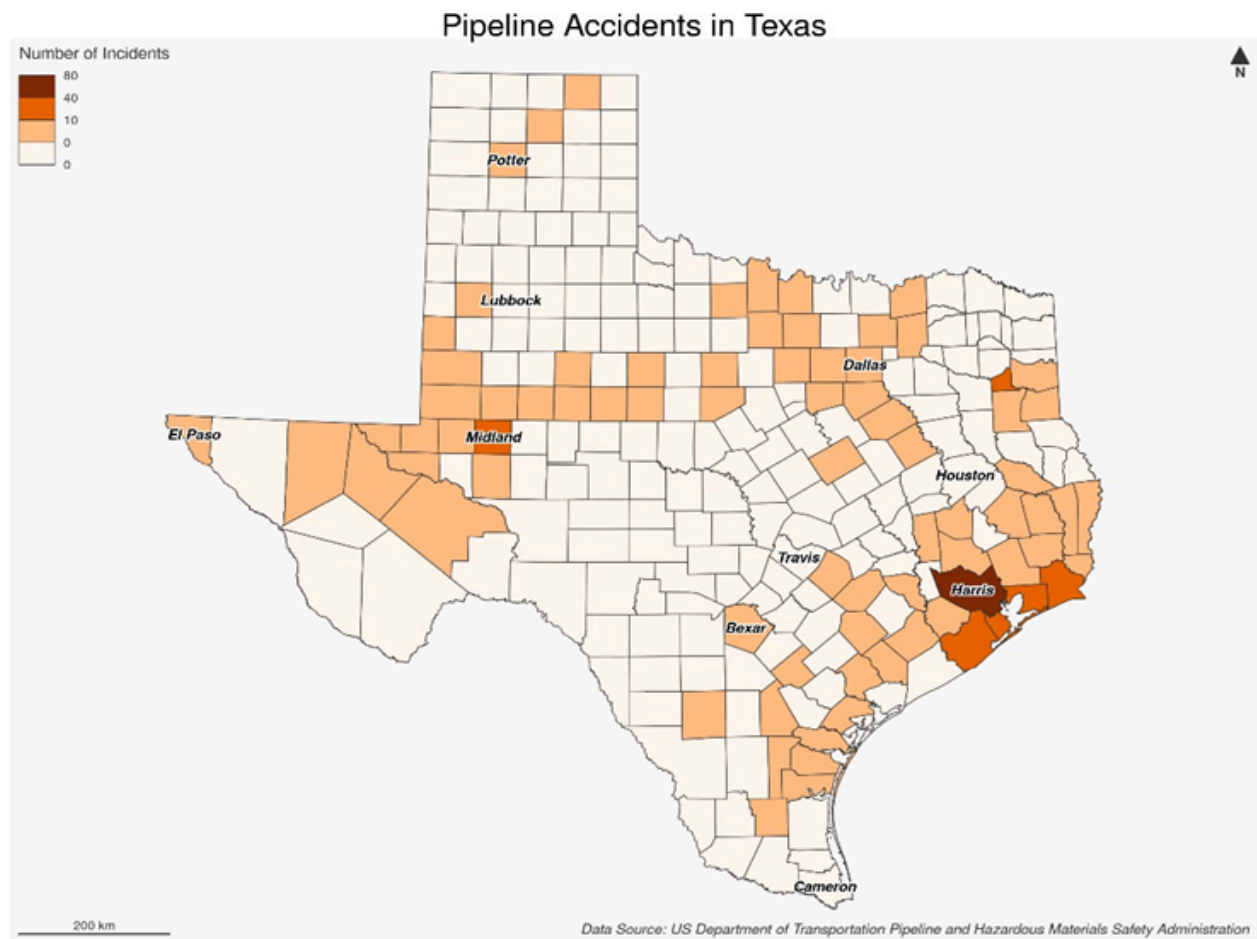 Pipeline Accidents in Texas
Number of Incidents
80
40
10
0
0
N
Potter
Lubbock
Dallas
El Paso
Midland
Houston
Travis
Harris
Bexar
Cameron
200 km
Data Source: US Department of Transportation Pipeline and Hazardous Materials Safety Administration